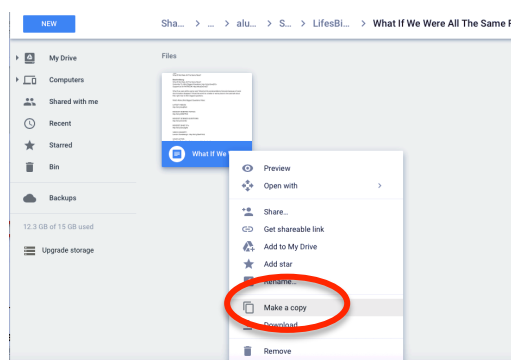 NEW
Sha... > ... > alu... > S... > LifesBi... > What If We Were All The Same F
My Drive
Computers
Shared with me
Recent
Starred
Bin
Backups
12.3 GB of 15 GB used
Upgrade storage
Files
What If We
Preview
Open with >
Share...
Get shareable link
Add to My Drive
Add star
Rename...
Make a copy
Download
Remove